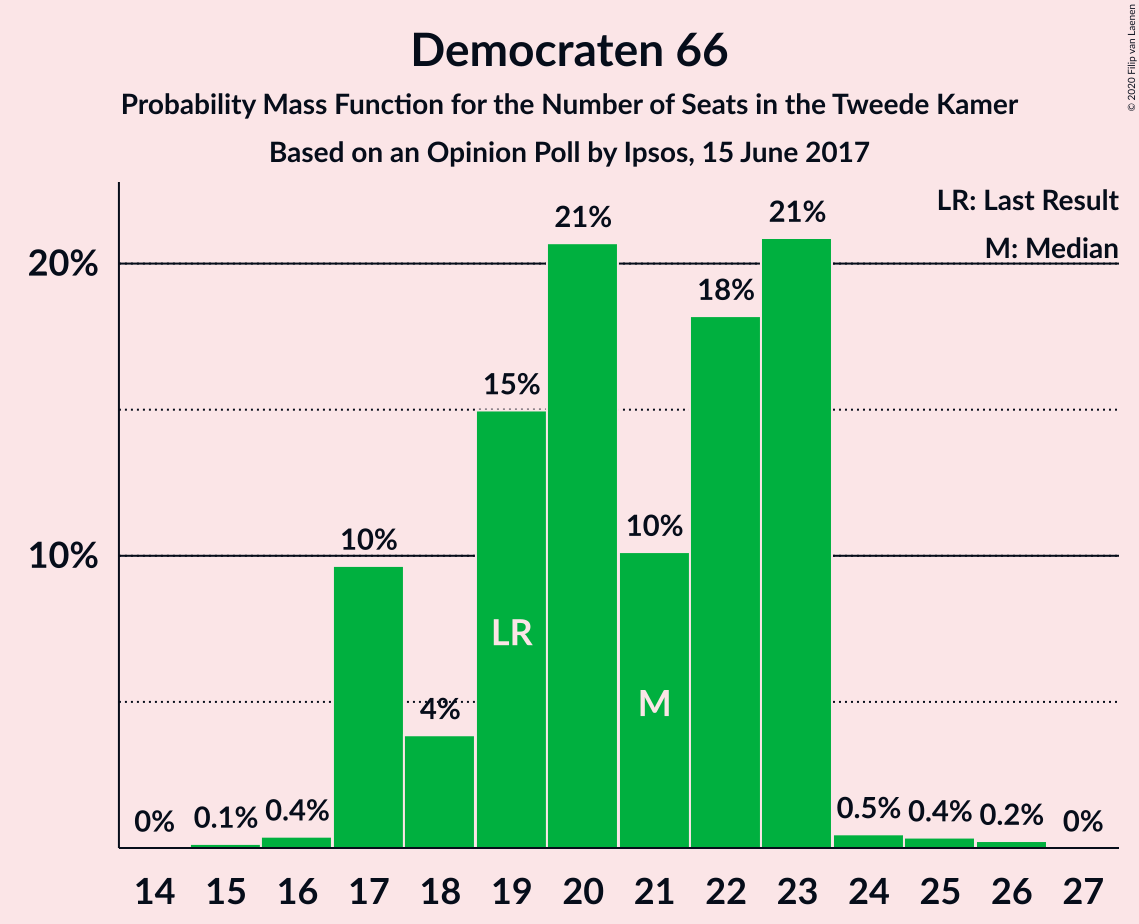 Democraten 66
Probability Mass Function for the Number of Seats in the Tweede Kamer
Based on an Opinion Poll by Ipsos, 15 June 2017
© 2020 Filip van Laenen
LR: Last Result
M: Median
20%
10%
0%
0.1%
0.4%
10%
4%
15%
21%
10%
18%
21%
0.5%
0.4%
0.2%
0%
LR
M
14 15 16 17 18 19 20 21 22 23 24 25 26 27